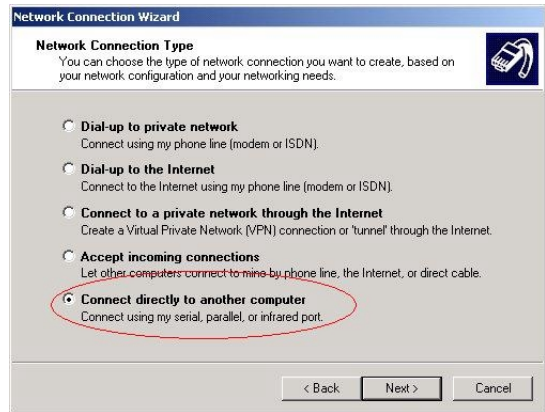 Network Connection Wizard
Network Connection Type
You can choose the type of network connection you want to create, based on
your network configuration and your networking needs.
Dial-up to private network
Connect using my phone line (modem or ISDN).
Dial-up to the Internet
Connect to the Internet using my phone line (modem or ISDN).
Connect to a private network through the Internet
Create a Virtual Private Network (VPN) connection or 'tunnel' through the Internet.
Accept incoming connections
Let other computers connect to mine by phone line, the Internet, or direct cable.
Connect directly to another computer
Connect using my serial, parallel, or infrared port.
< Back Next > Cancel